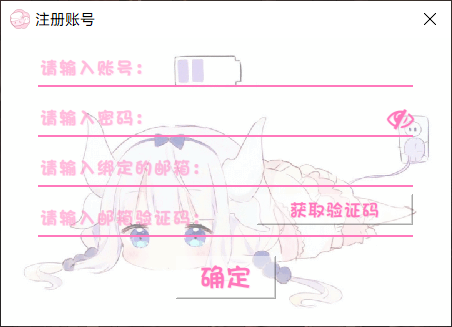 注册账号
请输入账号：
请输入密码：
请输入绑定的邮箱：
请输入邮箱验证码：
获取验证码
确定